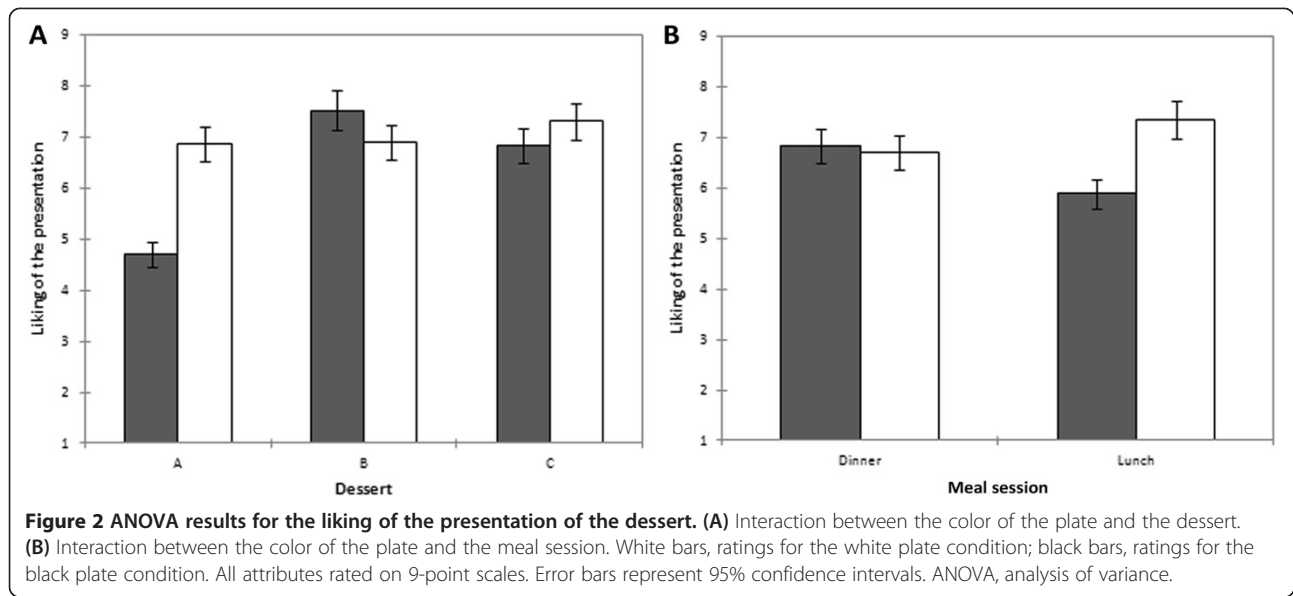 A
9
8
7
6
5
4
3
2
1
Liking of the presentation
A B C
Dessert
B
9
8
7
6
5
4
3
2
1
Liking of the presentation
Dinner Lunch
Meal session
Figure 2 ANOVA results for the liking of the presentation of the dessert. (A) Interaction between the color of the plate and the dessert.
(B) Interaction between the color of the plate and the meal session. White bars, ratings for the white plate condition; black bars, ratings for the
black plate condition. All attributes rated on 9-point scales. Error bars represent 95% confidence intervals. ANOVA, analysis of variance.